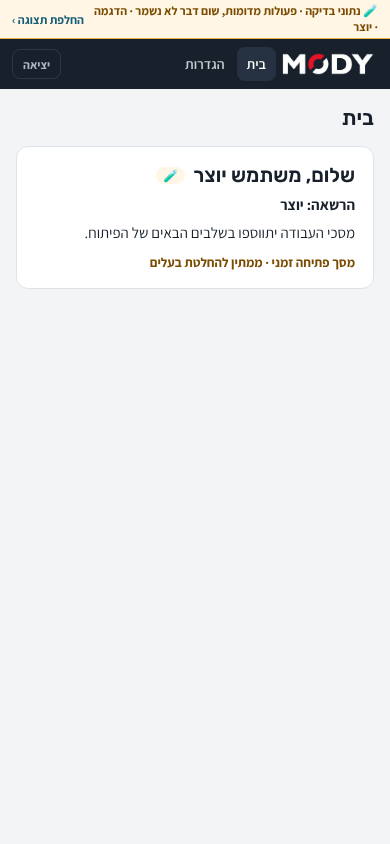 🧪 נתוני בדיקה · פעולות מדומות, שום דבר לא נשמר · הדגמה
· יוצר
החלפת תצוגה ›
MODY
בית
הגדרות
יציאה
בית
שלום, משתמש יוצר 🧪
הרשאה: יוצר
מסכי העבודה יתווספו בשלבים הבאים של הפיתוח.
מסך פתיחה זמני · ממתין להחלטת בעלים